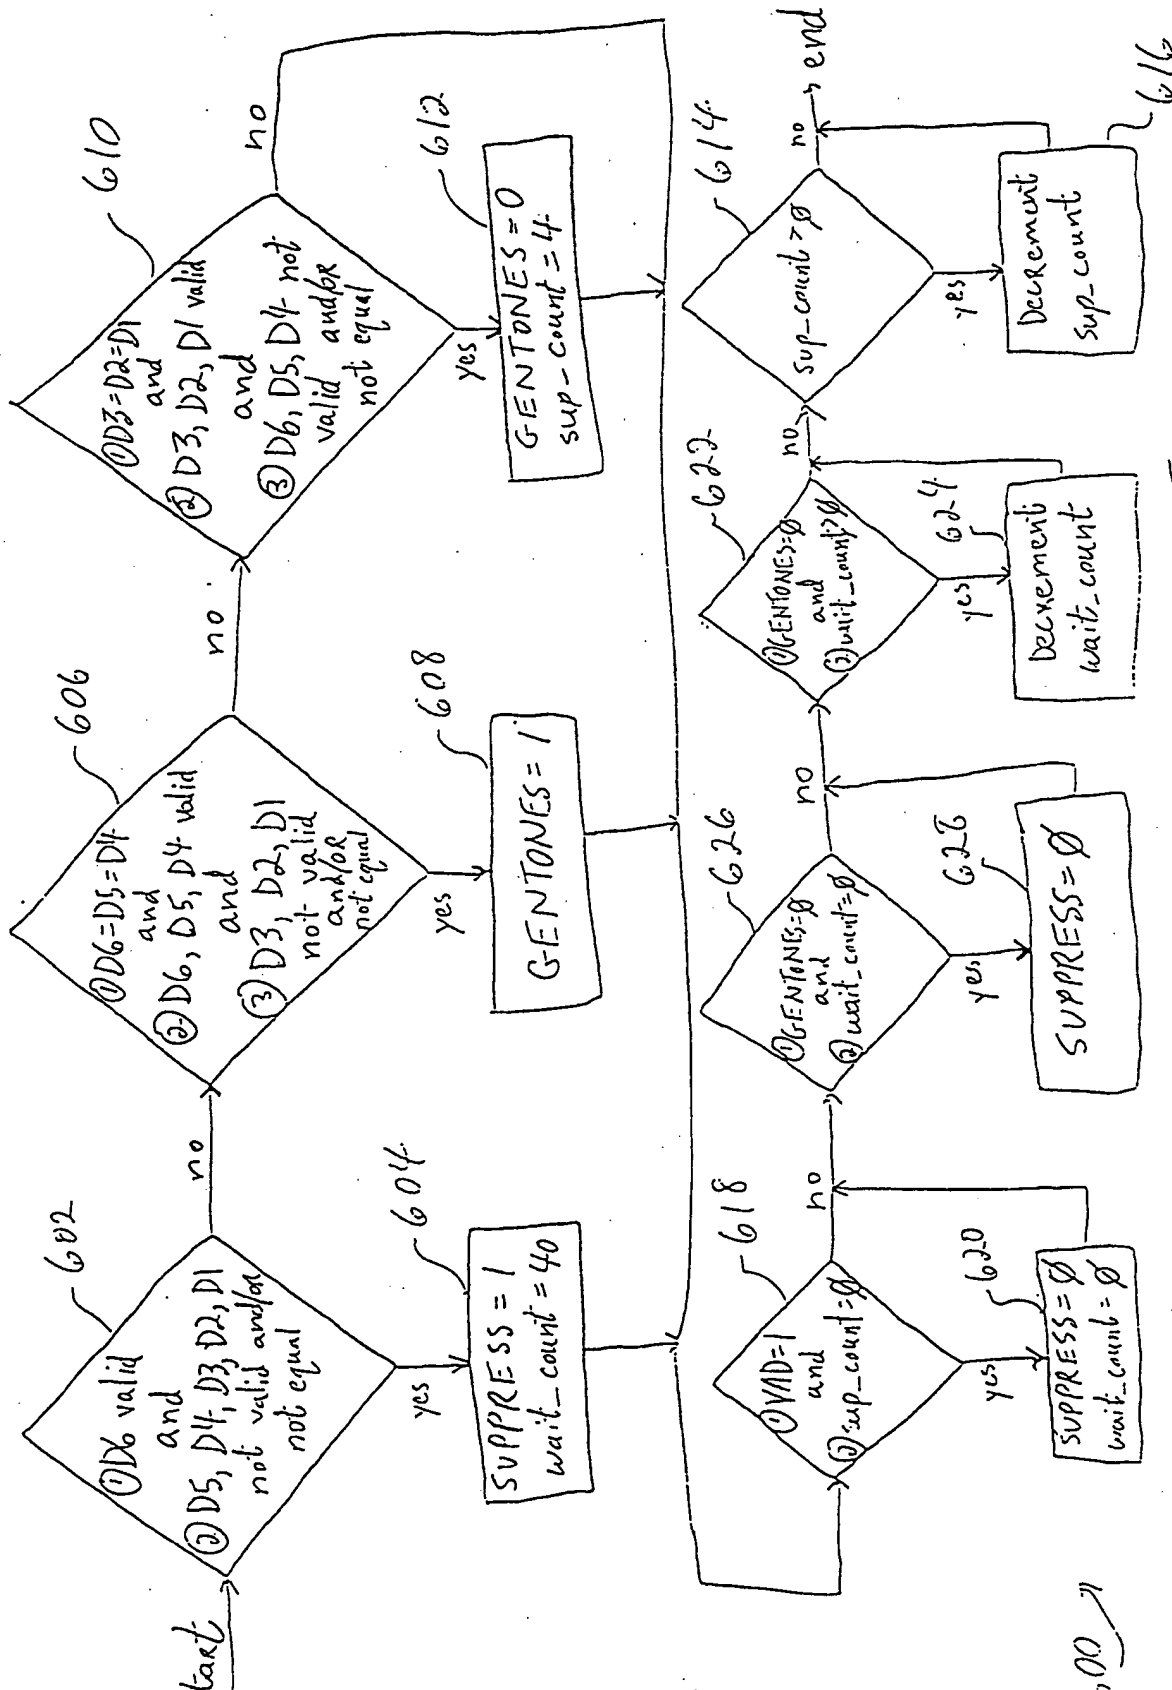 tart
① D6 valid
and
② D5, D4, D3, D2, D1
not valid and/or
not equal
602
no
yes
SUPPRESS = 1
wait_count = 40
604
① D6=D5=D4
and
② D6, D5, D4 valid
and
③ D3, D2, D1
not valid
and/or
not equal
606
no
yes
GENTONES = 1
608
① D3=D2=D1
and
② D3, D2, D1 valid
and
③ D6, D5, D4 not
valid and/or
not equal
610
no
yes
GENTONES = 0
sup_count = 4
612
① VAD=1
and
② sup_count=Ø
618
no
yes
SUPPRESS = Ø
wait_count = Ø
620
① GENTONES=Ø
and
② wait_count=Ø
626
no
yes
SUPPRESS = Ø
628
① GENTONES=Ø
and
② wait_count>Ø
622
no
yes
Decrement
wait_count
624
sup_count > Ø
614
no
end
yes
Decrement
sup_count
616
00